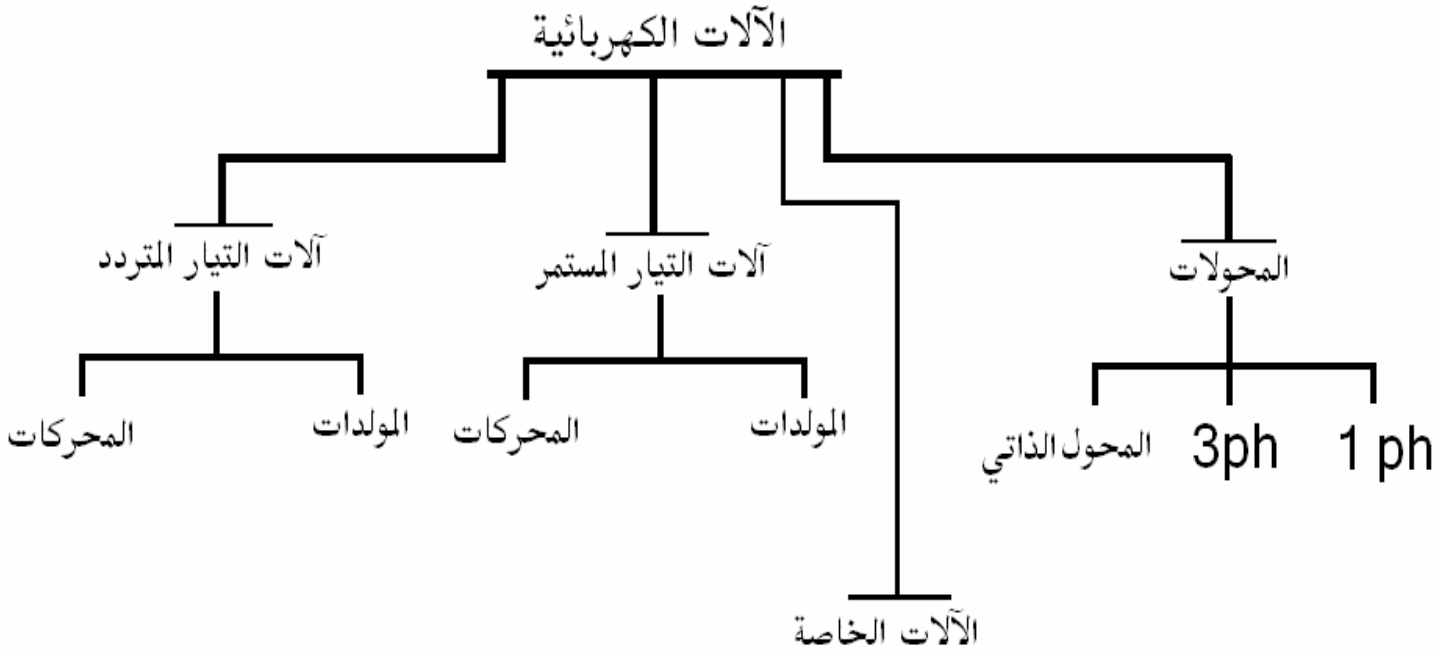 الآلات الكهربائية
المحولات
آلات التيار المستمر
آلات التيار المتردد
1 ph
3ph
المحول الذاتي
المولدات
المحركات
المولدات
المحركات
الآلات الخاصة